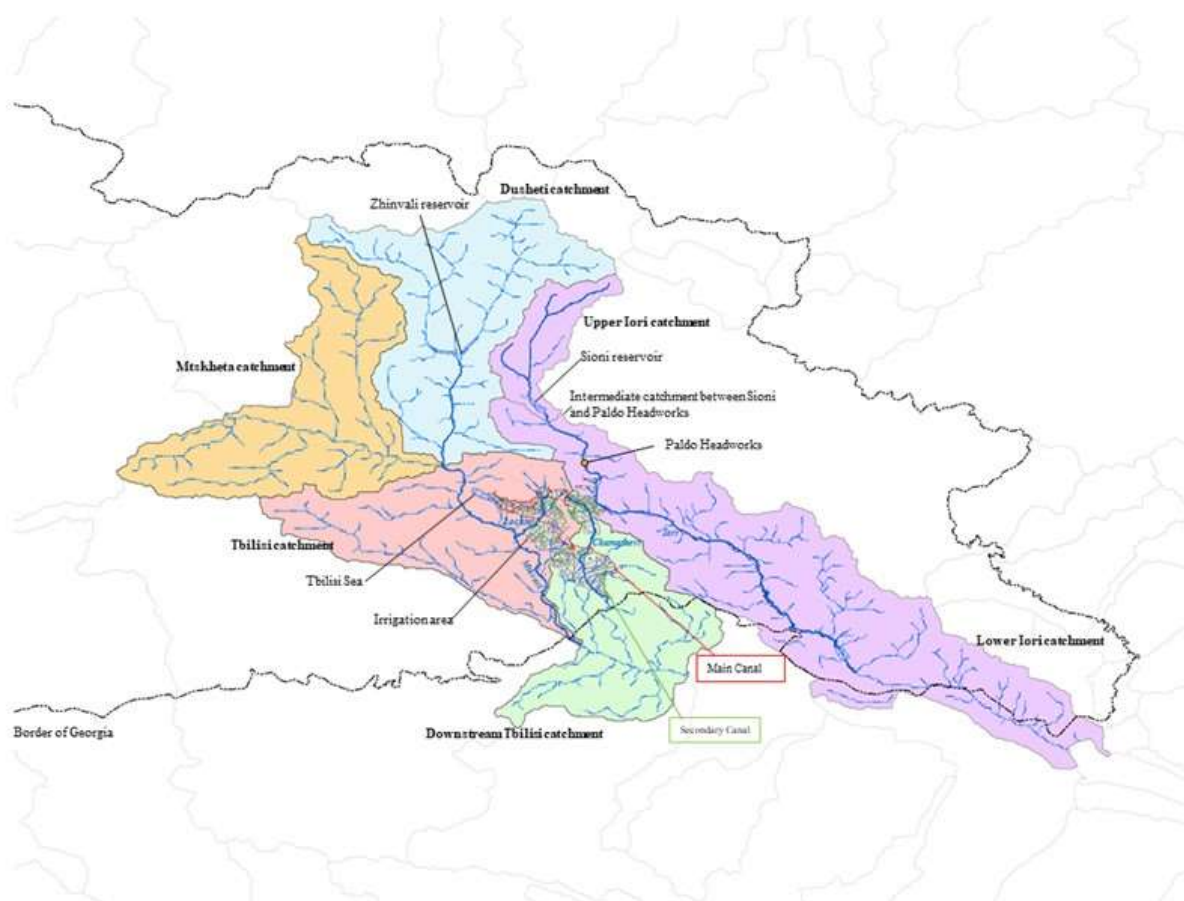 Dusheti catchment
Zhinvali reservoir
Upper Iori catchment
Sioni reservoir
Mtskheta catchment
Intermediate catchment between Sioni
and Paldo Headworks
Paldo Headworks
Tbilisi catchment
Tbilisi Sea
Irrigation area
Lower Iori catchment
Main Canal
Secondary Canal
Downstream Tbilisi catchment
Border of Georgia